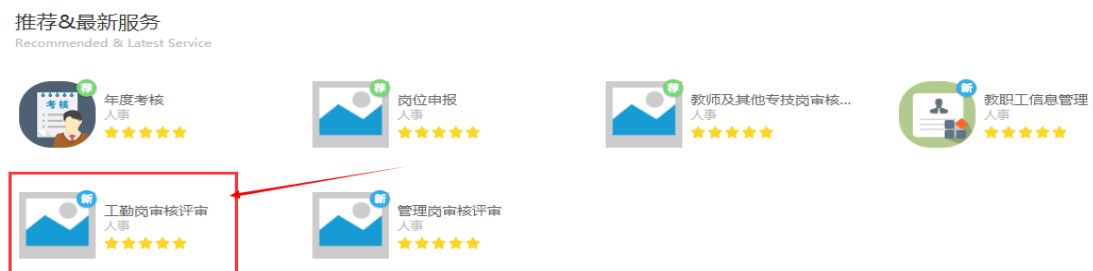 推荐&最新服务
Recommended & Latest Service
荐
考核
年度考核
人事
荐
岗位申报
人事
荐
教师及其他专技岗审核...
人事
新
教职工信息管理
人事
新
工勤岗审核评审
人事
新
管理岗审核评审
人事